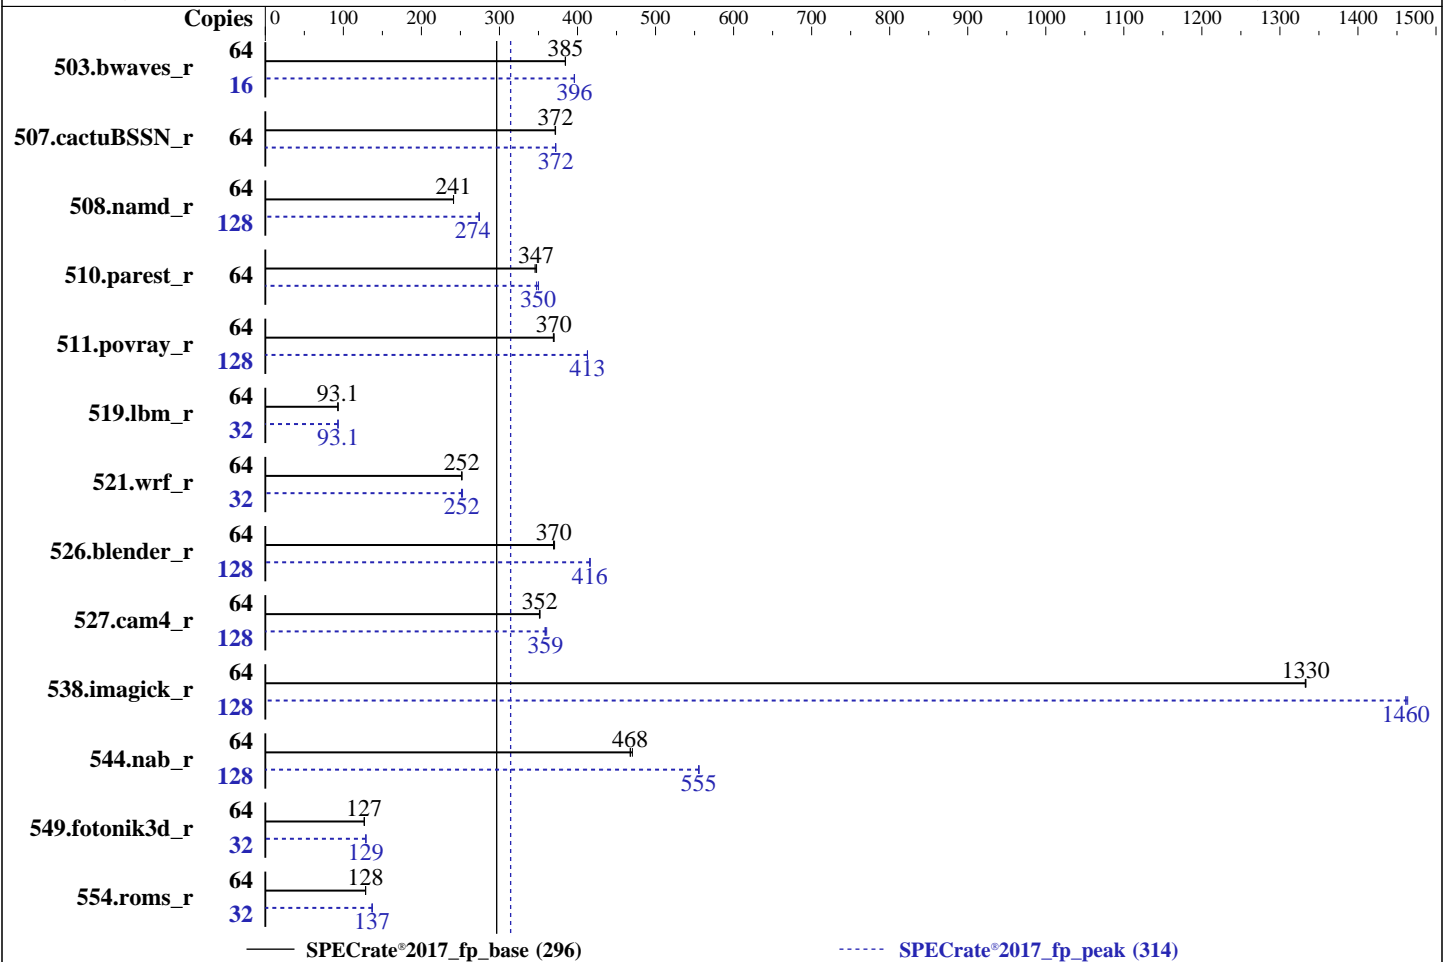 Copies 0 100 200 300 400 500 600 700 800 900 1000 1100 1200 1300 1400 1500
503.bwaves_r 64 385
16 396
507.cactuBSSN_r 64 372
372
508.namd_r 64 241
128 274
510.parest_r 64 347
350
511.povray_r 64 370
128 413
519.lbm_r 64 93.1
32 93.1
521.wrf_r 64 252
32 252
526.blender_r 64 370
128 416
527.cam4_r 64 352
128 359
538.imagick_r 64 1330
128 1460
544.nab_r 64 468
128 555
549.fotonik3d_r 64 127
32 129
554.roms_r 64 128
32 137
SPECrate®2017_fp_base (296) SPECrate®2017_fp_peak (314)